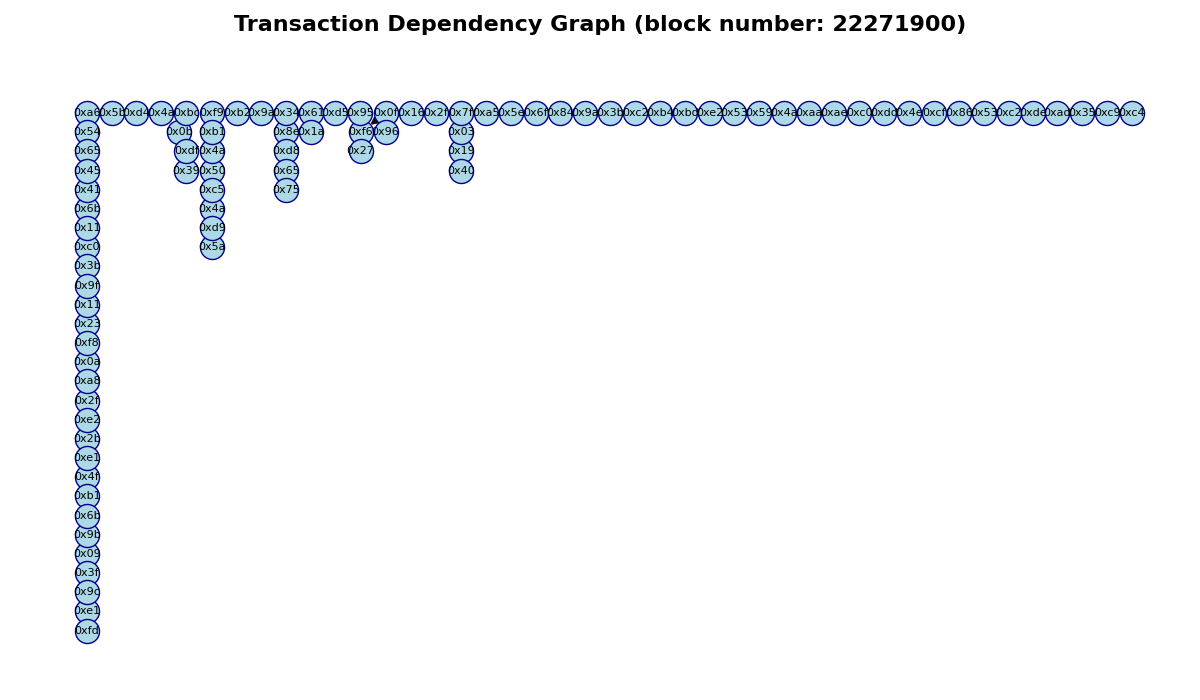 Transaction Dependency Graph (block number: 22271900)
0xa6 0x5b 0xd4 0x4a 0xbc 0xf9 0xb2 0x9a 0x34 0x61 0xd5 0x95 0x0f 0x16 0x2f 0x7f 0xa5 0x5e 0x6f 0x84 0x9a 0x3b 0xc2 0xb4 0xbd 0xe2 0x53 0x59 0x4a 0xaa 0xae 0xc0 0xdd 0x4e 0xcf 0x86 0x53 0xc2 0xde 0xad 0x35 0xc9 0xc4
0x54 0x0b 0xb1 0x8e 0x1a 0xf6 0x96 0x03
0x65 0xdf 0x4a 0xd8 0x27 0x19
0x45 0x39 0x50 0x65 0x40
0x41 0xc5 0x75
0x6b 0x4a
0x11 0xd9
0xc0 0x5a
0x3b
0x9f
0x11
0x23
0xf8
0x0a
0xa8
0x2f
0xe2
0x2b
0xe1
0x4f
0xb1
0x6b
0x9b
0x09
0x3f
0x9c
0xe1
0xfd